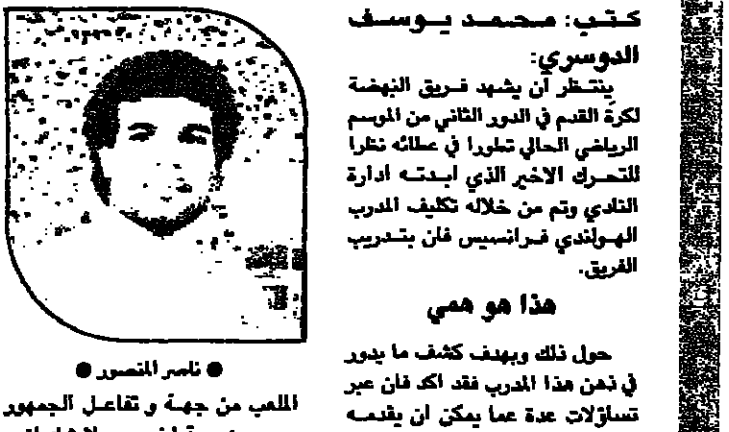 كتب: محمد يوسف
الدوسري:
ينتظر أن يشهد فريق النهضة
لكرة القدم في الدور الثاني من الموسم
الرياضي الحالي تطورا في عطائه نظرا
للتحرك الاخير الذي ابدته ادارة
النادي وتم من خلاله تكليف المدرب
الهولندي فرانسيس فان بتدريب
الفريق.
هذا هو همي
حول ذلك وبهدف كشف ما يدور
في ذهن هذا المدرب فقد اكد فان عبر
تساؤلات عدة عما يمكن ان يقدمه
● ناصر المنصور ●
الملعب من جهة و تفاعل الجمهور